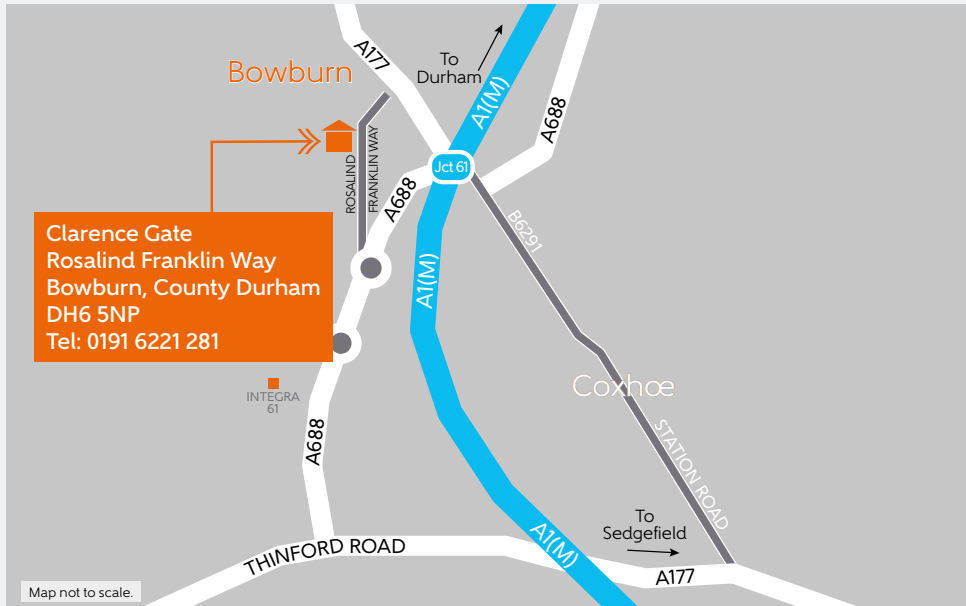 A177
To
Durham
Bowburn
A1(M)
A688
ROSALIND
FRANKLIN WAY
Jct 61
A688
B6291
Clarence Gate
Rosalind Franklin Way
Bowburn, County Durham
DH6 5NP
Tel: 0191 6221 281
A1(M)
INTEGRA
61
Coxhoe
A688
STATION ROAD
To
Sedgefield
A1(M)
THINFORD ROAD
A177
Map not to scale.